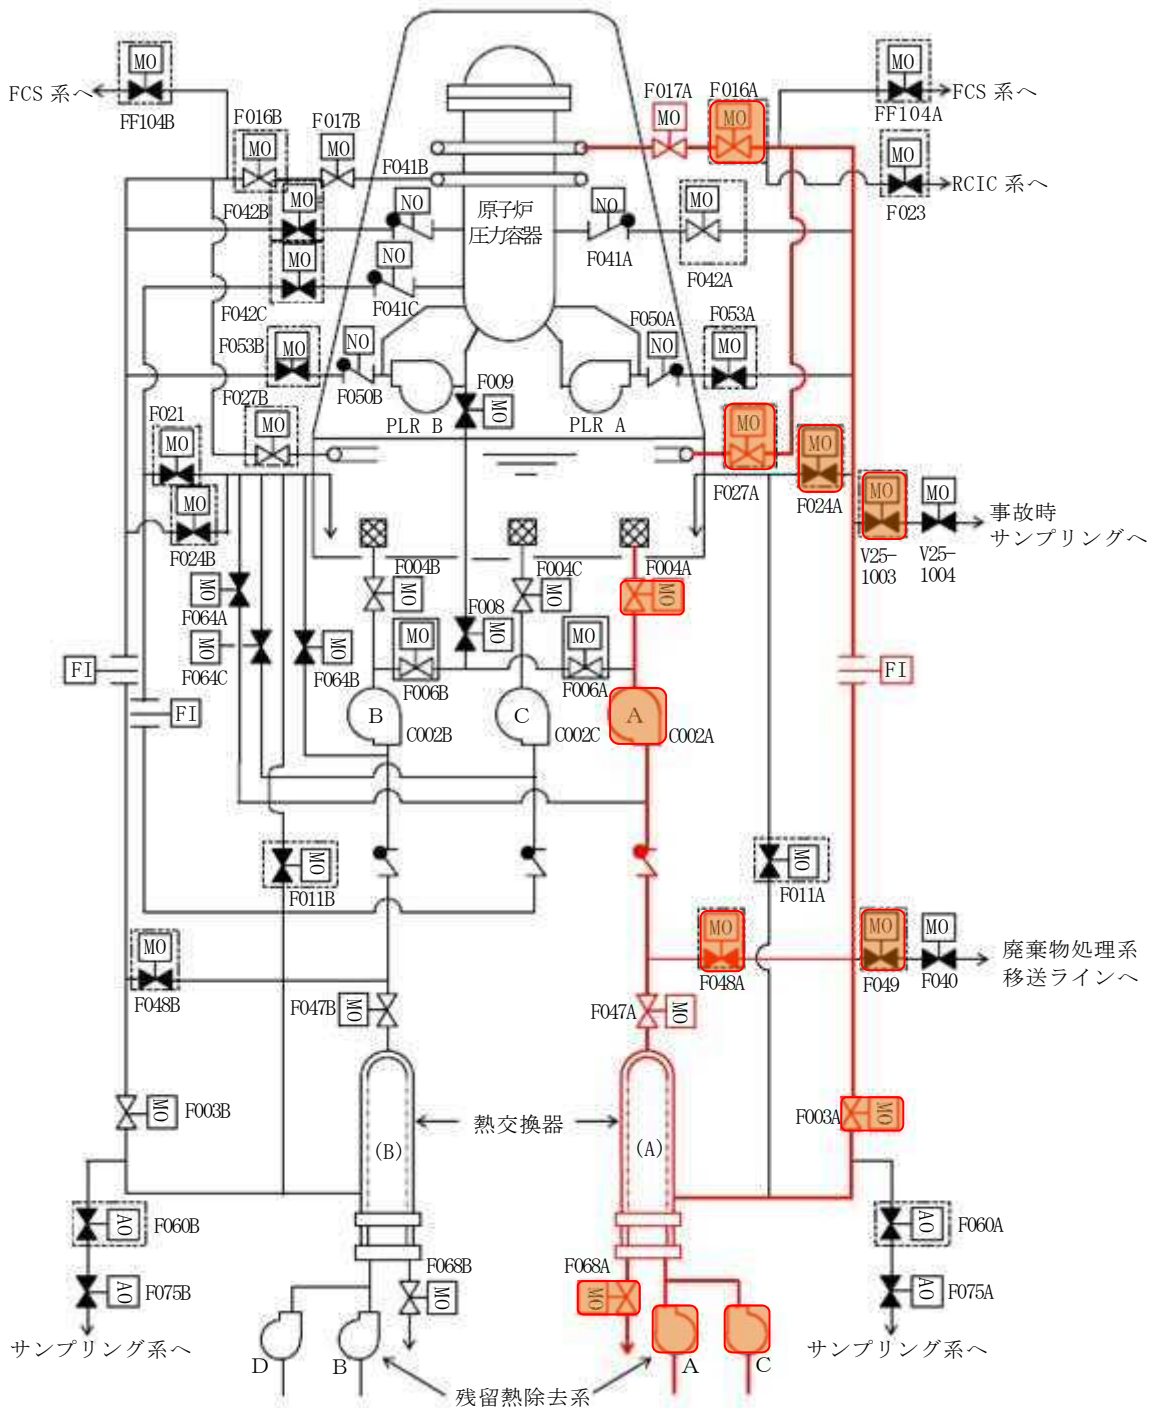 MO
FCS 系へ
FF104B
F016B
MO
F017B
MO
F041B
F017A
MO
F016A
MO
MO
FCS 系へ
FF104A
MO
RCIC 系へ
F023
F042B
MO
NO
原子炉
圧力容器
NO
F041A
MO
F042A
MO
F042C
NO
F041C
F053B
MO
NO
F050B
F050A
NO
F053A
MO
F027B
MO
F009
MO
PLR B
PLR A
F021
MO
MO
F027A
MO
F024A
MO
F024B
MO
V25-
1003
MO
V25-
1004
事故時
サンプリングへ
F004B
MO
F004C
MO
F004A
MO
MO
F064A
MO
F064C
MO
F064B
F008
MO
MO
F006B
MO
F006A
FI
FI
FI
B
C002B
C
C002C
A
C002A
MO
F011B
MO
F011A
MO
F048B
MO
F048A
MO
F049
MO
F040
廃棄物処理系
移送ラインへ
F047B
MO
F047A
MO
MO
F003B
熱交換器
(B)
(A)
F003A
MO
AO
F060B
AO
F060A
AO
F075B
F068B
MO
F068A
MO
AO
F075A
サンプリング系へ
D
B
A
C
サンプリング系へ
残留熱除去系